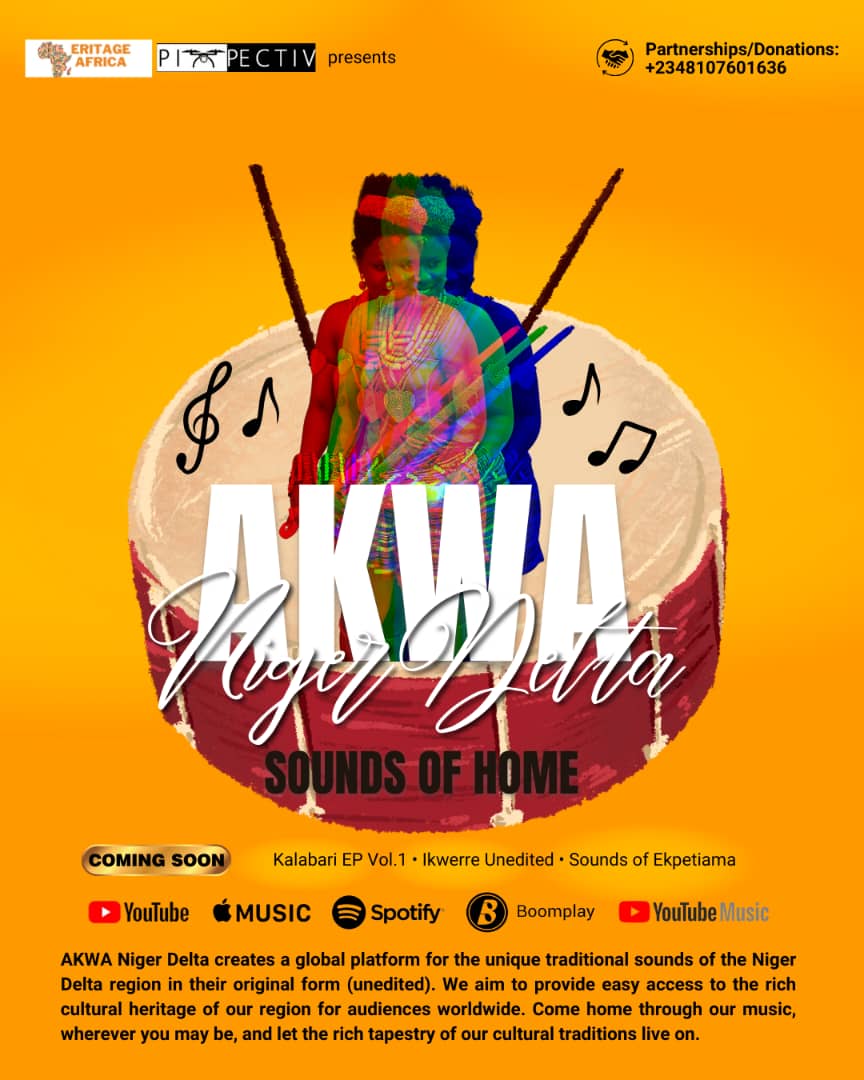 ERITAGE
AFRICA
presents
Partnerships/Donations:
+2348107601636
AKWA
Niger Delta
SOUNDS OF HOME
COMING SOON
Kalabari EP Vol.1 • Ikwerre Unedited • Sounds of Ekpetiama
YouTube
MUSIC
Spotify
B
Boomplay
YouTube Music
AKWA Niger Delta creates a global platform for the unique traditional sounds of the Niger
Delta region in their original form (unedited). We aim to provide easy access to the rich
cultural heritage of our region for audiences worldwide. Come home through our music,
wherever you may be, and let the rich tapestry of our cultural traditions live on.